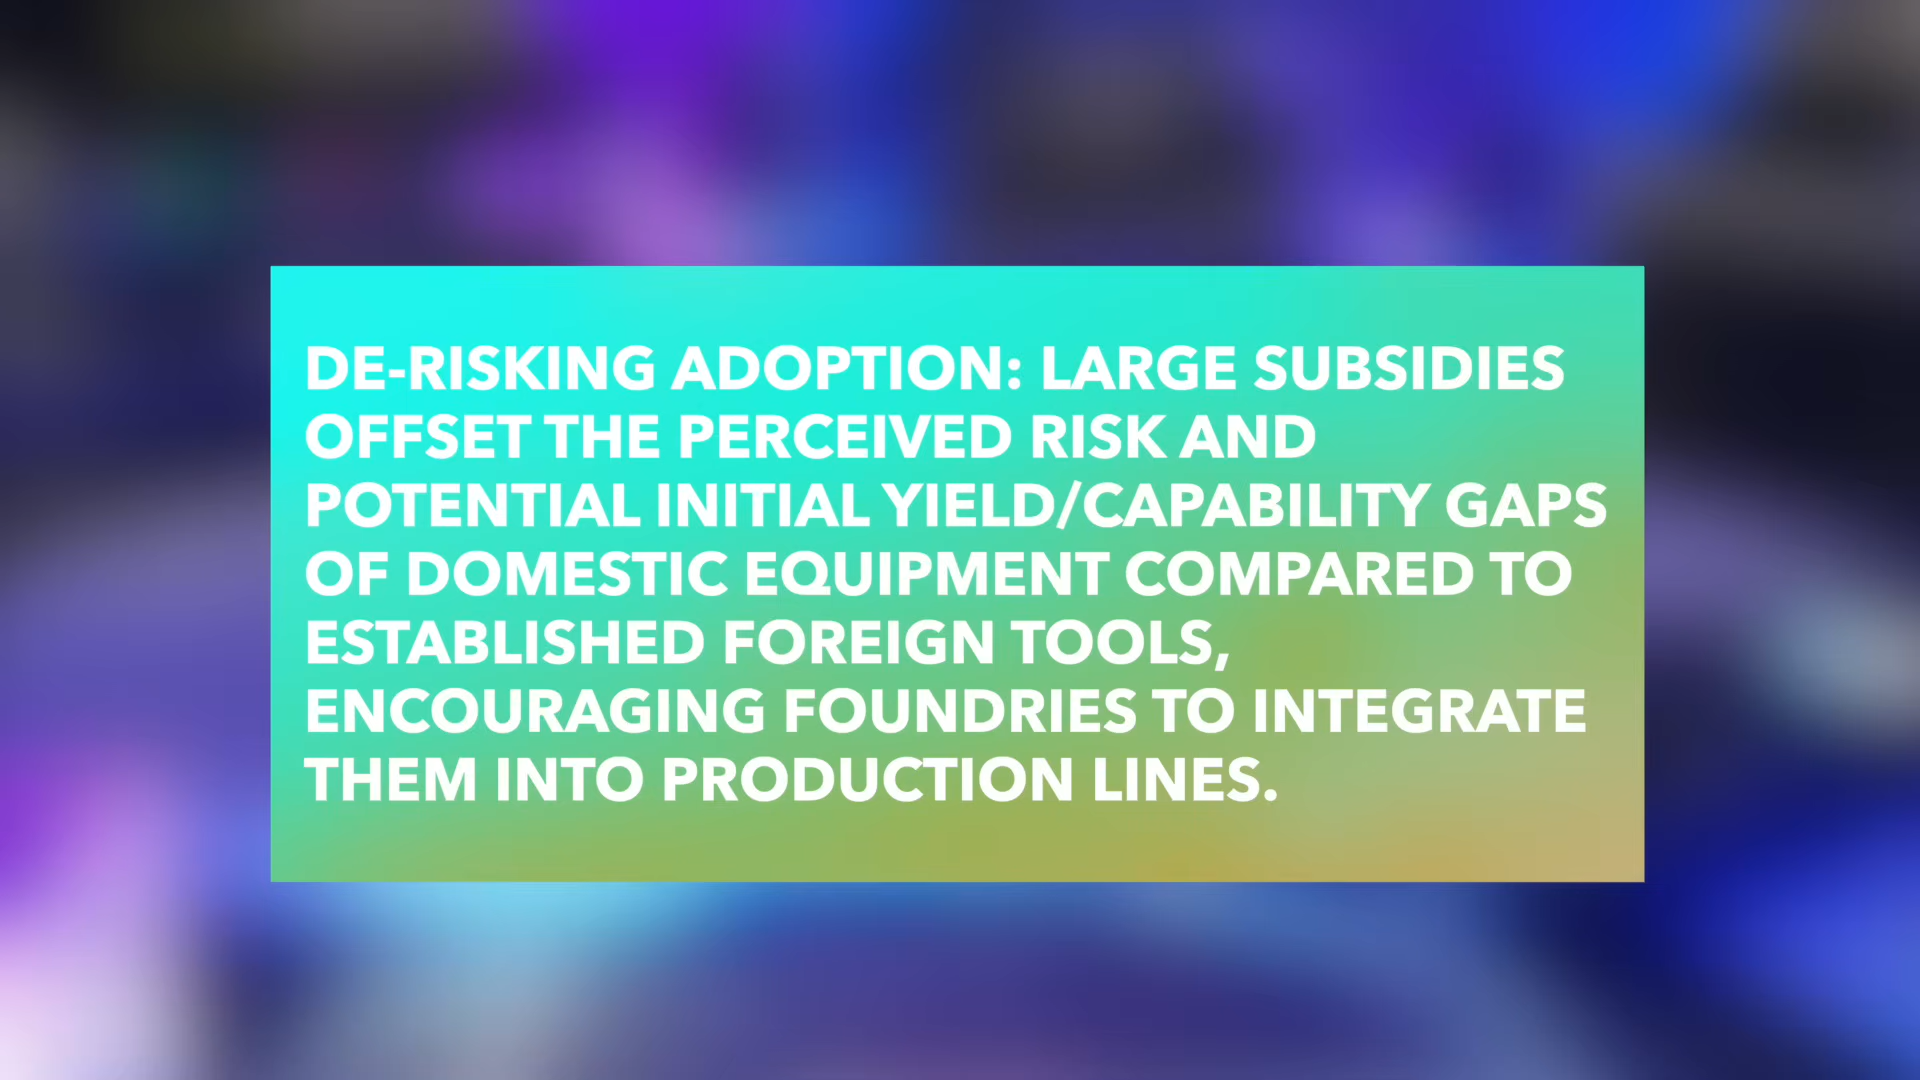 DE-RISKING ADOPTION: LARGE SUBSIDIES
OFFSET THE PERCEIVED RISK AND
POTENTIAL INITIAL YIELD/CAPABILITY GAPS
OF DOMESTIC EQUIPMENT COMPARED TO
ESTABLISHED FOREIGN TOOLS,
ENCOURAGING FOUNDRIES TO INTEGRATE
THEM INTO PRODUCTION LINES.